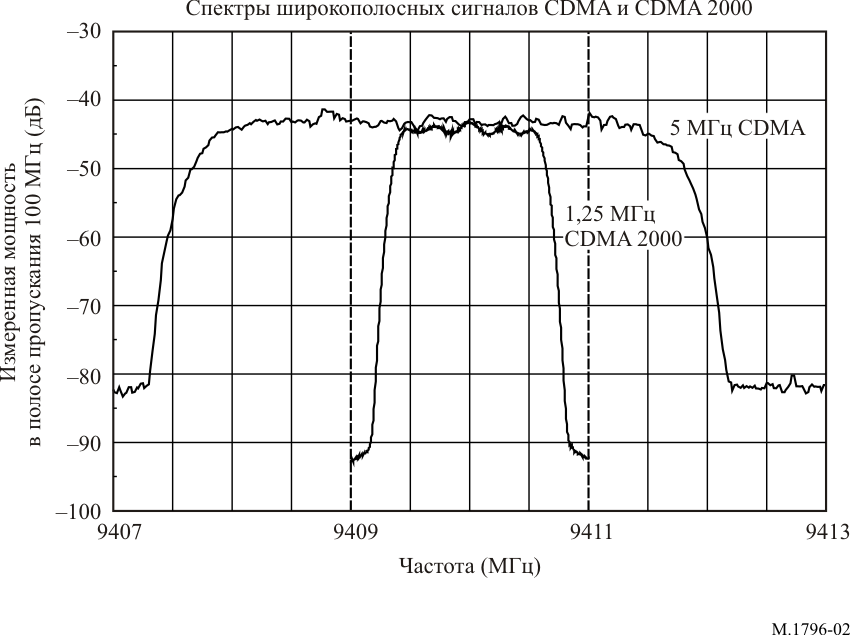 Спектры широкополосных сигналов CDMA и CDMA 2000
–30
–40
–50
–60
–70
–80
–90
–100
Измеренная мощность
в полосе пропускания 100 МГц (дБ)
5 МГц CDMA
1,25 МГц
CDMA 2000
9407
9409
9411
9413
Частота (МГц)
M.1796-02